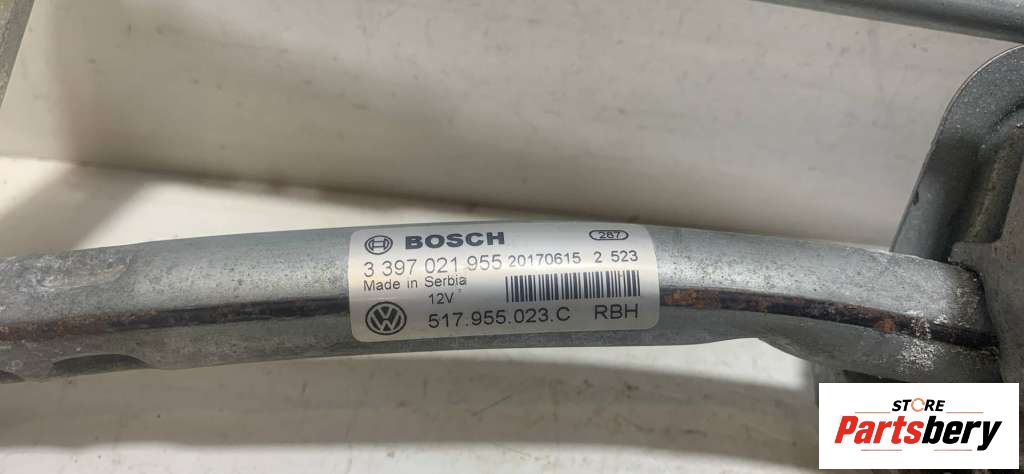 BOSCH 287
3 397 021 955 20170615 2 523
Made in Serbia
12V
517.955.023.C RBH
STORE
Partsbery